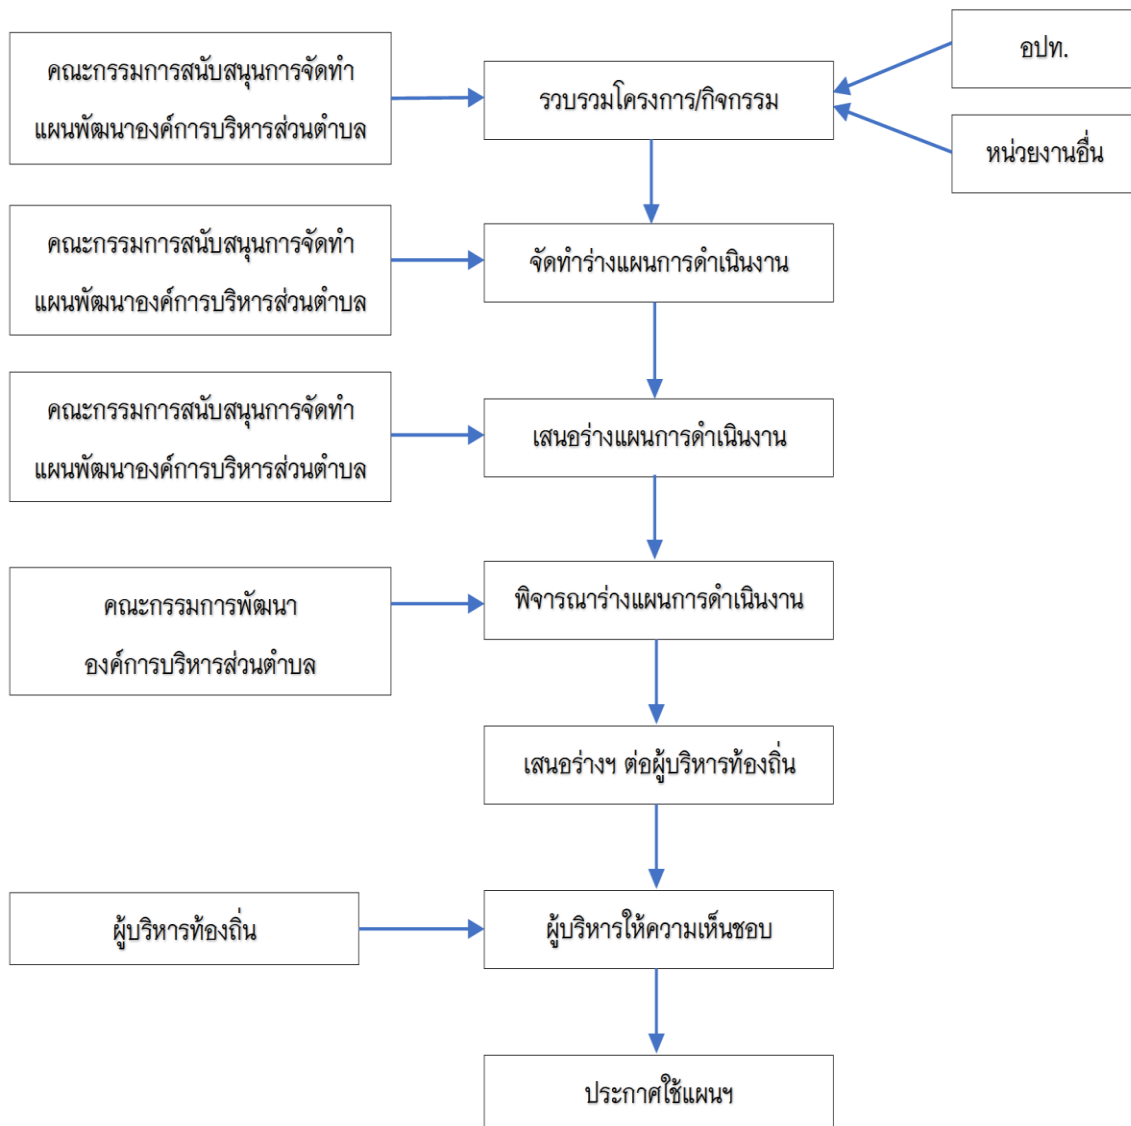 อปท.
คณะกรรมการสนับสนุนการจัดทำ
แผนพัฒนาองค์การบริหารส่วนตำบล
รวบรวมโครงการ/กิจกรรม
หน่วยงานอื่น
คณะกรรมการสนับสนุนการจัดทำ
แผนพัฒนาองค์การบริหารส่วนตำบล
จัดทำร่างแผนการดำเนินงาน
คณะกรรมการสนับสนุนการจัดทำ
แผนพัฒนาองค์การบริหารส่วนตำบล
เสนอร่างแผนการดำเนินงาน
คณะกรรมการพัฒนา
องค์การบริหารส่วนตำบล
พิจารณาร่างแผนการดำเนินงาน
เสนอร่างฯ ต่อผู้บริหารท้องถิ่น
ผู้บริหารท้องถิ่น
ผู้บริหารให้ความเห็นชอบ
ประกาศใช้แผนฯ